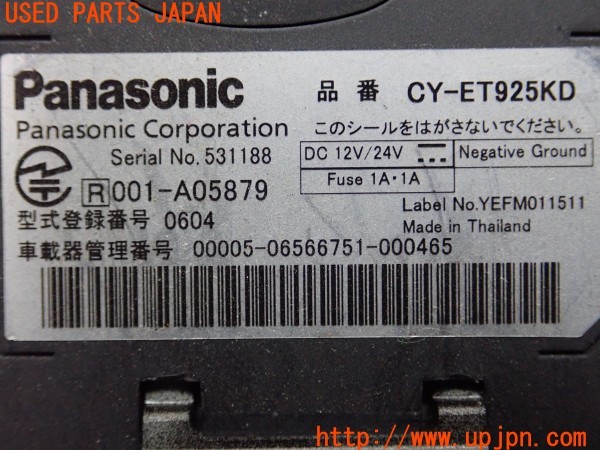 USED PARTS JAPAN
Panasonic 品 番 CY-ET925KD
Panasonic Corporation このシールをはがさないでください。
Serial No. 531188 DC 12V/24V Negative Ground
Fuse 1A・1A
R 001-A05879 Label No.YEFM011511
型式登録番号 0604 Made in Thailand
車載器管理番号 00005-06566751-000465
http://www.upjpn.com/